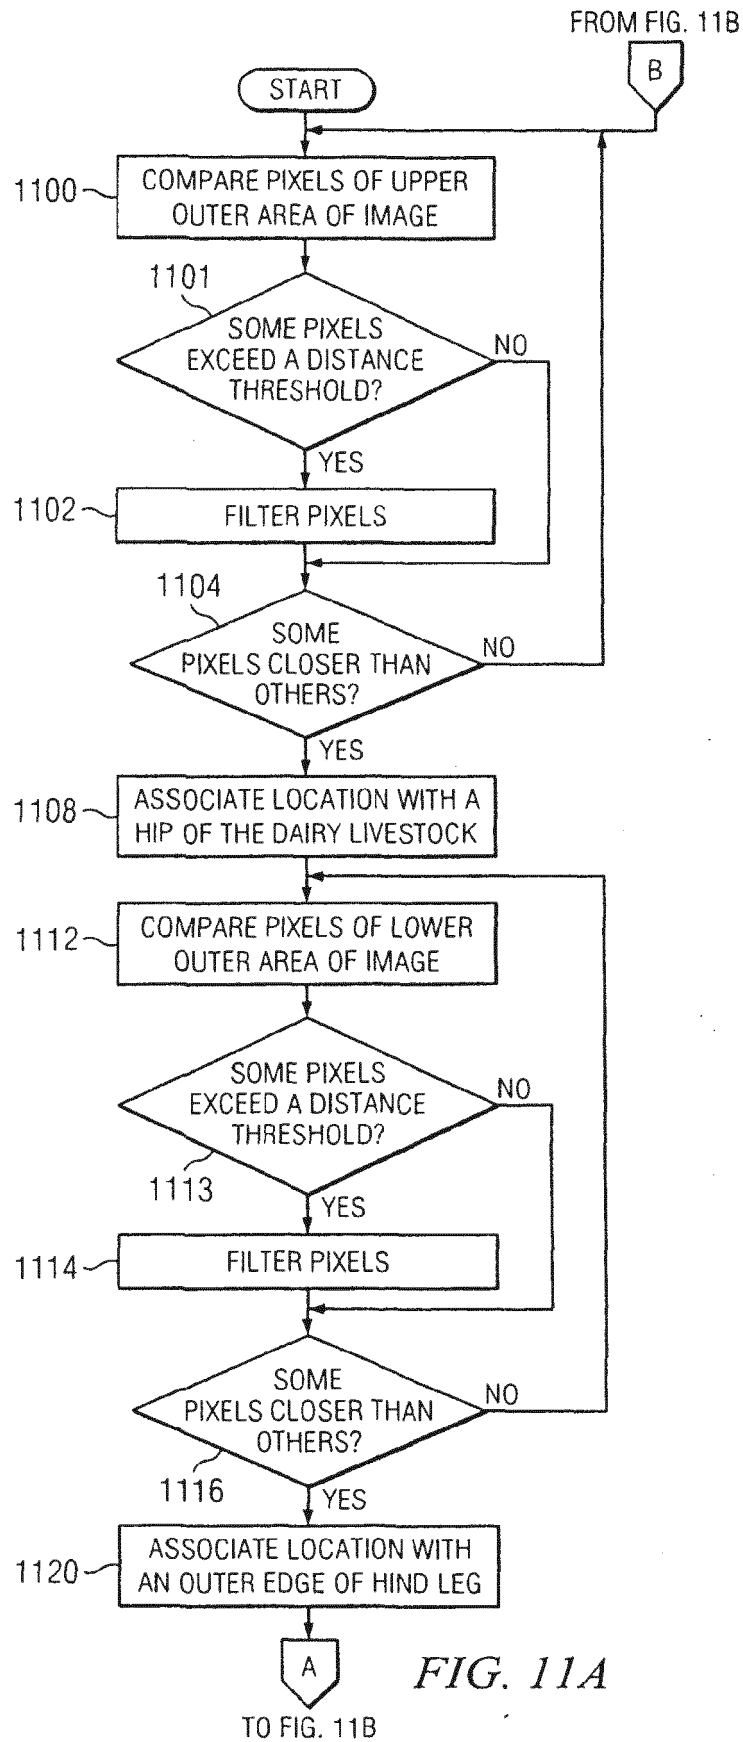 FROM FIG. 11B
B
START
1100
COMPARE PIXELS OF UPPER
OUTER AREA OF IMAGE
1101
SOME PIXELS
EXCEED A DISTANCE
THRESHOLD?
NO
YES
1102
FILTER PIXELS
1104
SOME
PIXELS CLOSER THAN
OTHERS?
NO
YES
1108
ASSOCIATE LOCATION WITH A
HIP OF THE DAIRY LIVESTOCK
1112
COMPARE PIXELS OF LOWER
OUTER AREA OF IMAGE
SOME PIXELS
EXCEED A DISTANCE
THRESHOLD?
NO
1113
YES
1114
FILTER PIXELS
SOME
PIXELS CLOSER THAN
OTHERS?
NO
1116
YES
1120
ASSOCIATE LOCATION WITH
AN OUTER EDGE OF HIND LEG
A
FIG. 11A
TO FIG. 11B